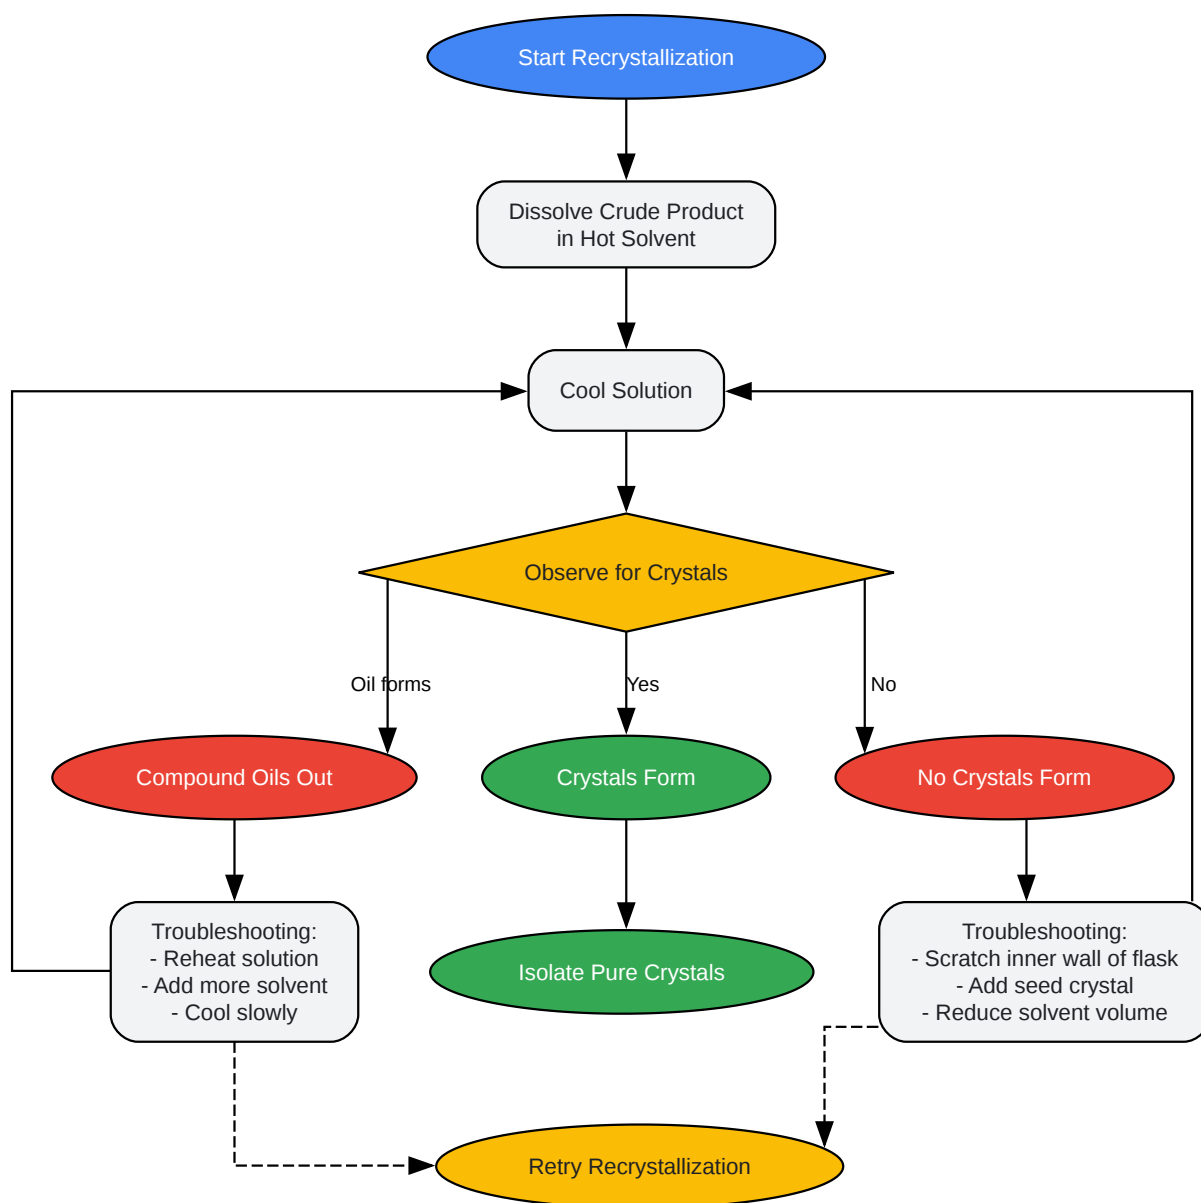 Start Recrystallization
Dissolve Crude Product
in Hot Solvent
Cool Solution
Observe for Crystals
Oil forms
Yes
No
Compound Oils Out
Crystals Form
No Crystals Form
Troubleshooting:
- Reheat solution
- Add more solvent
- Cool slowly
Isolate Pure Crystals
Troubleshooting:
- Scratch inner wall of flask
- Add seed crystal
- Reduce solvent volume
Retry Recrystallization